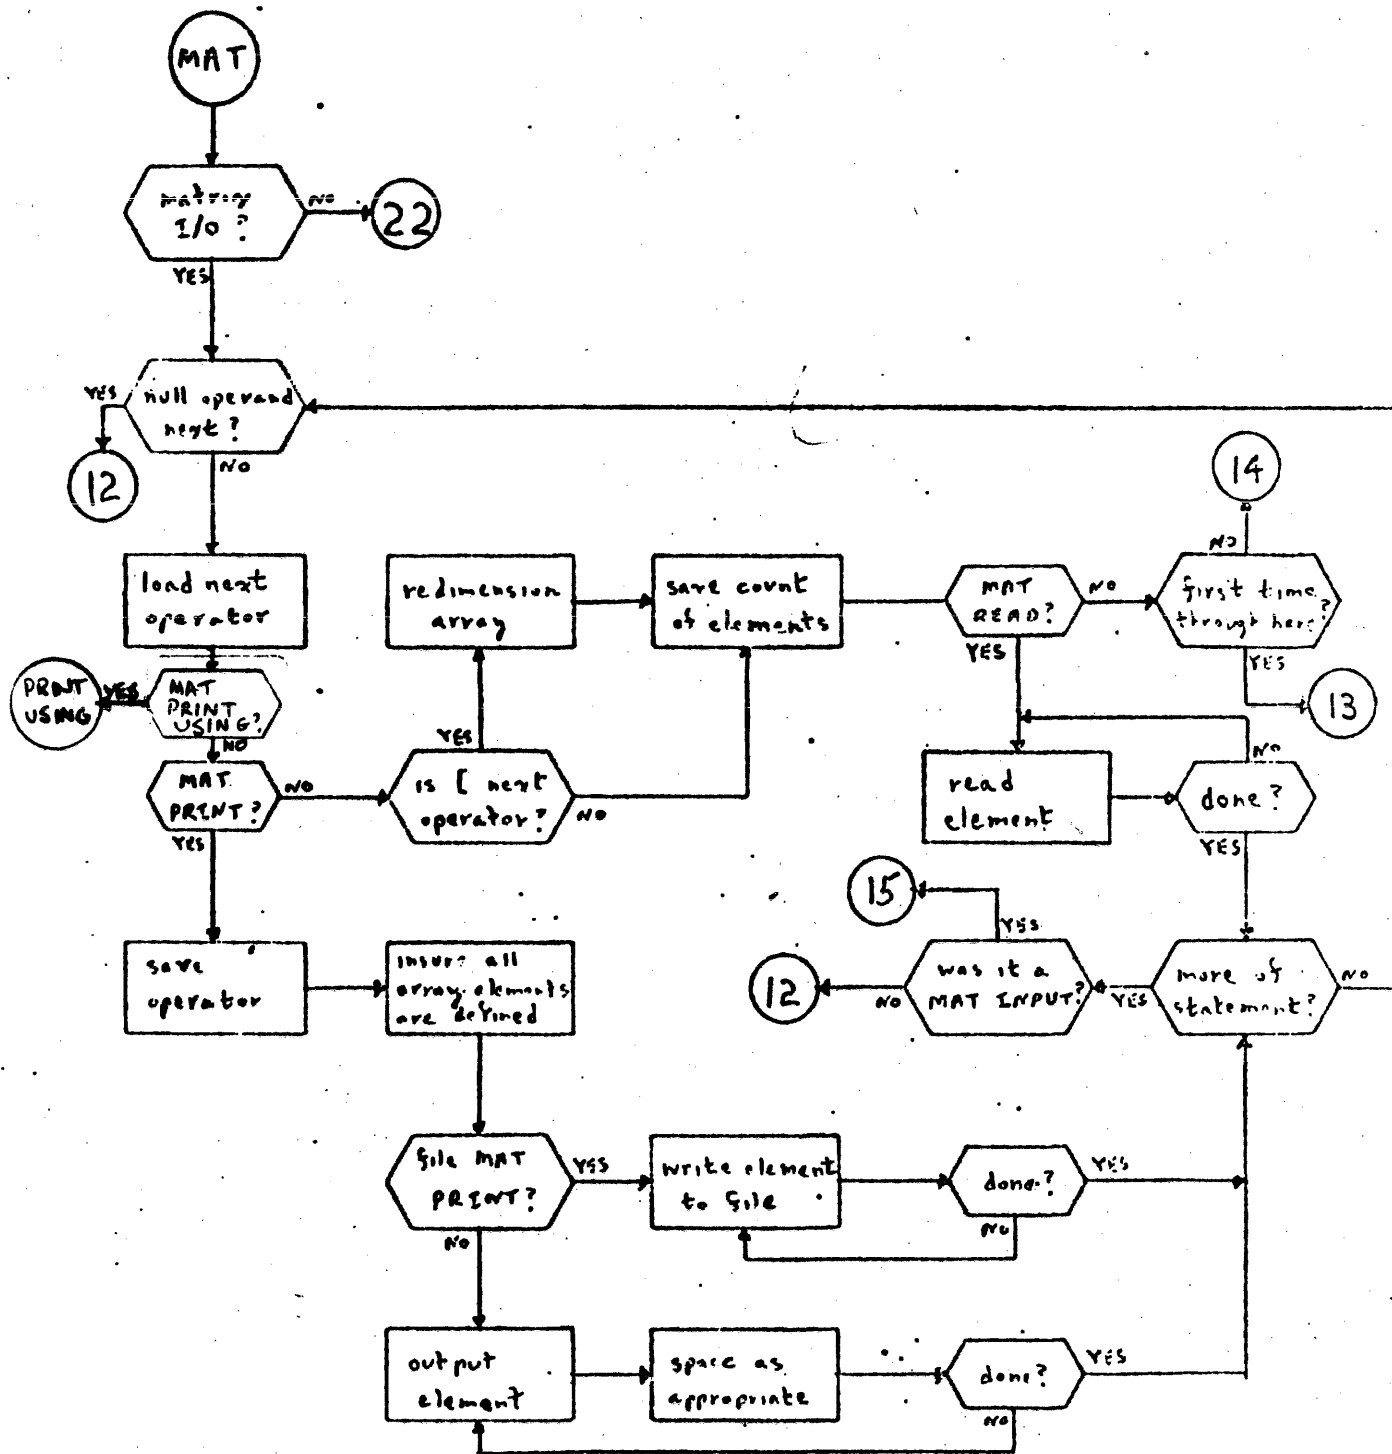 MAT
matrix
I/O?
NO
22
YES
null operand
next?
YES
12
NO
load next
operator
MAT
PRINT
USING?
YES
PRINT
USING
NO
MAT
PRINT?
NO
YES
is [ next
operator?
YES
NO
redimension
array
save count
of elements
MAT
READ?
NO
YES
first time
through here?
NO
14
YES
13
read
element
done?
NO
YES
more of
statement?
NO
YES
was it a
MAT INPUT?
YES
15
NO
12
save
operator
insure all
array elements
are defined
file MAT
PRINT?
YES
NO
write element
to file
done?
YES
NO
output
element
space as
appropriate
done?
YES
NO